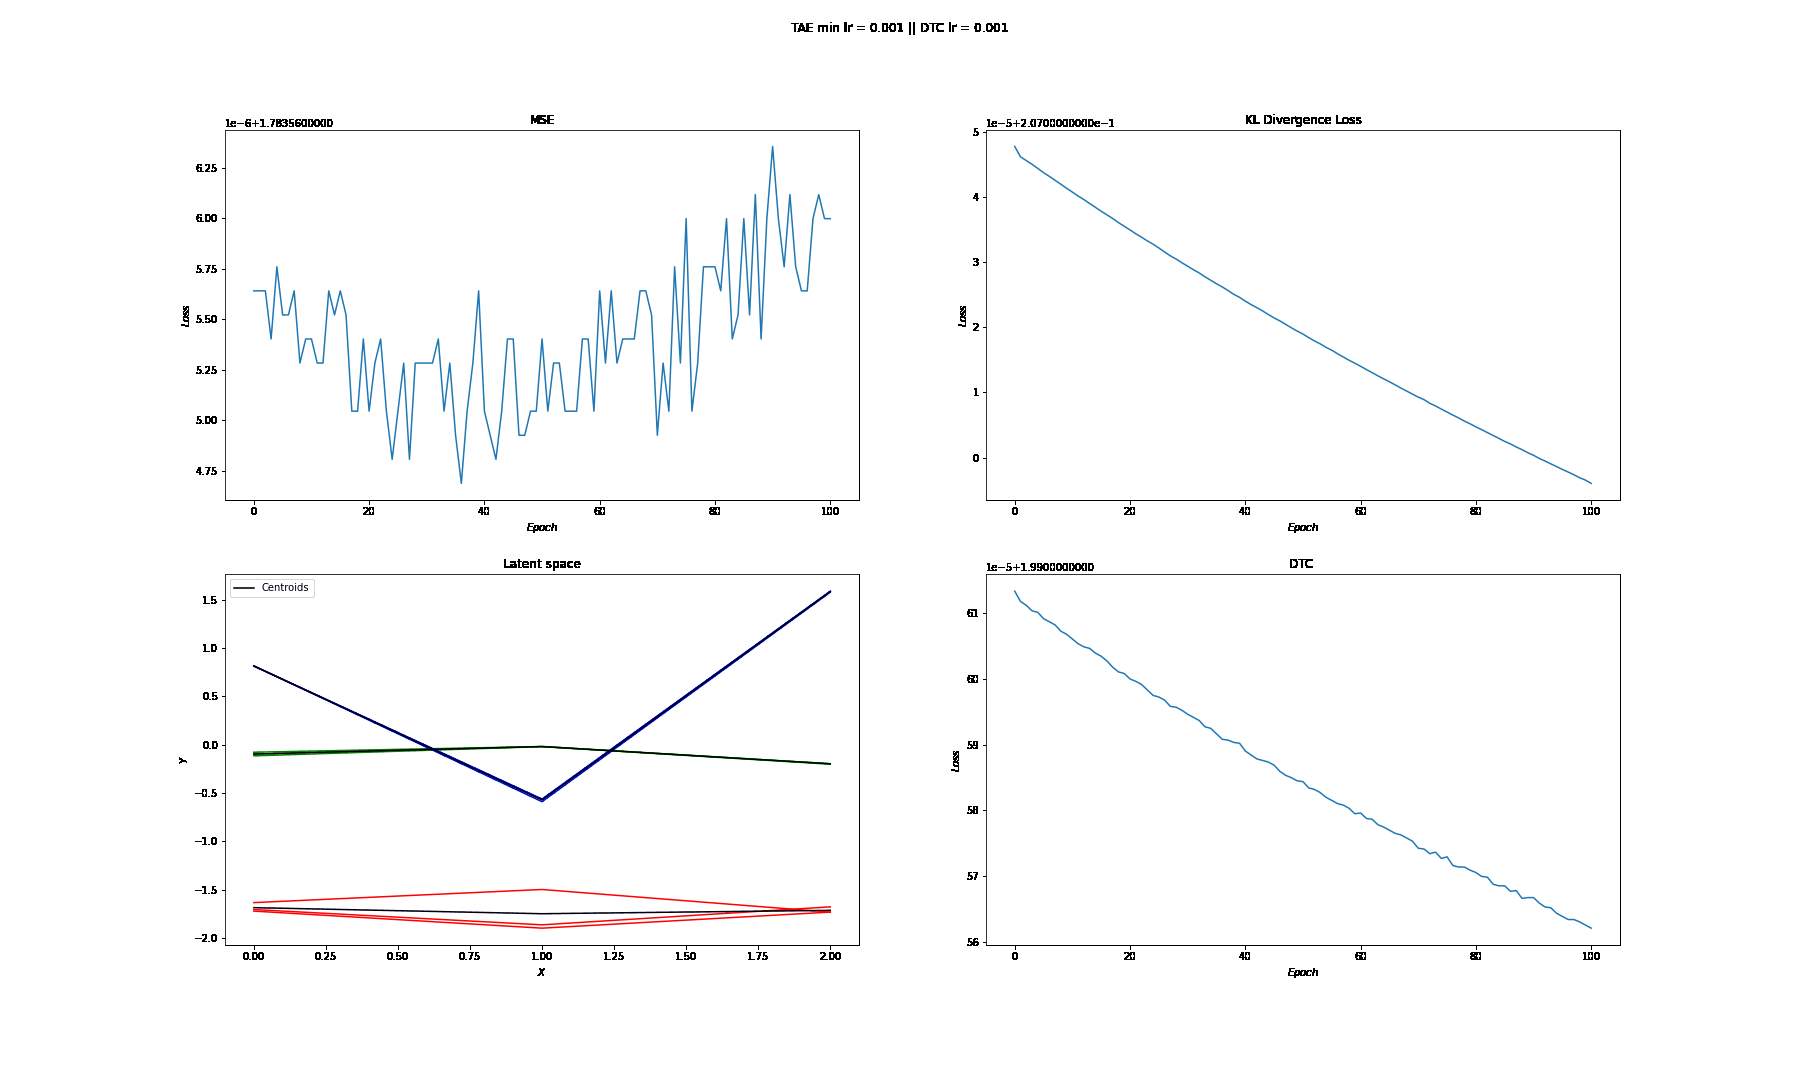 TAE min lr = 0.001 || DTC lr = 0.001
MSE
1e−6+1.7835600000
6.25
6.00
5.75
5.50
5.25
5.00
4.75
Loss
0 20 40 60 80 100
Epoch
KL Divergence Loss
1e−5+2.0700000000e−1
5
4
3
2
1
0
Loss
0 20 40 60 80 100
Epoch
Latent space
Centroids
1.5
1.0
0.5
0.0
−0.5
−1.0
−1.5
−2.0
Y
0.00 0.25 0.50 0.75 1.00 1.25 1.50 1.75 2.00
X
DTC
1e−5+1.9900000000
61
60
59
58
57
56
Loss
0 20 40 60 80 100
Epoch